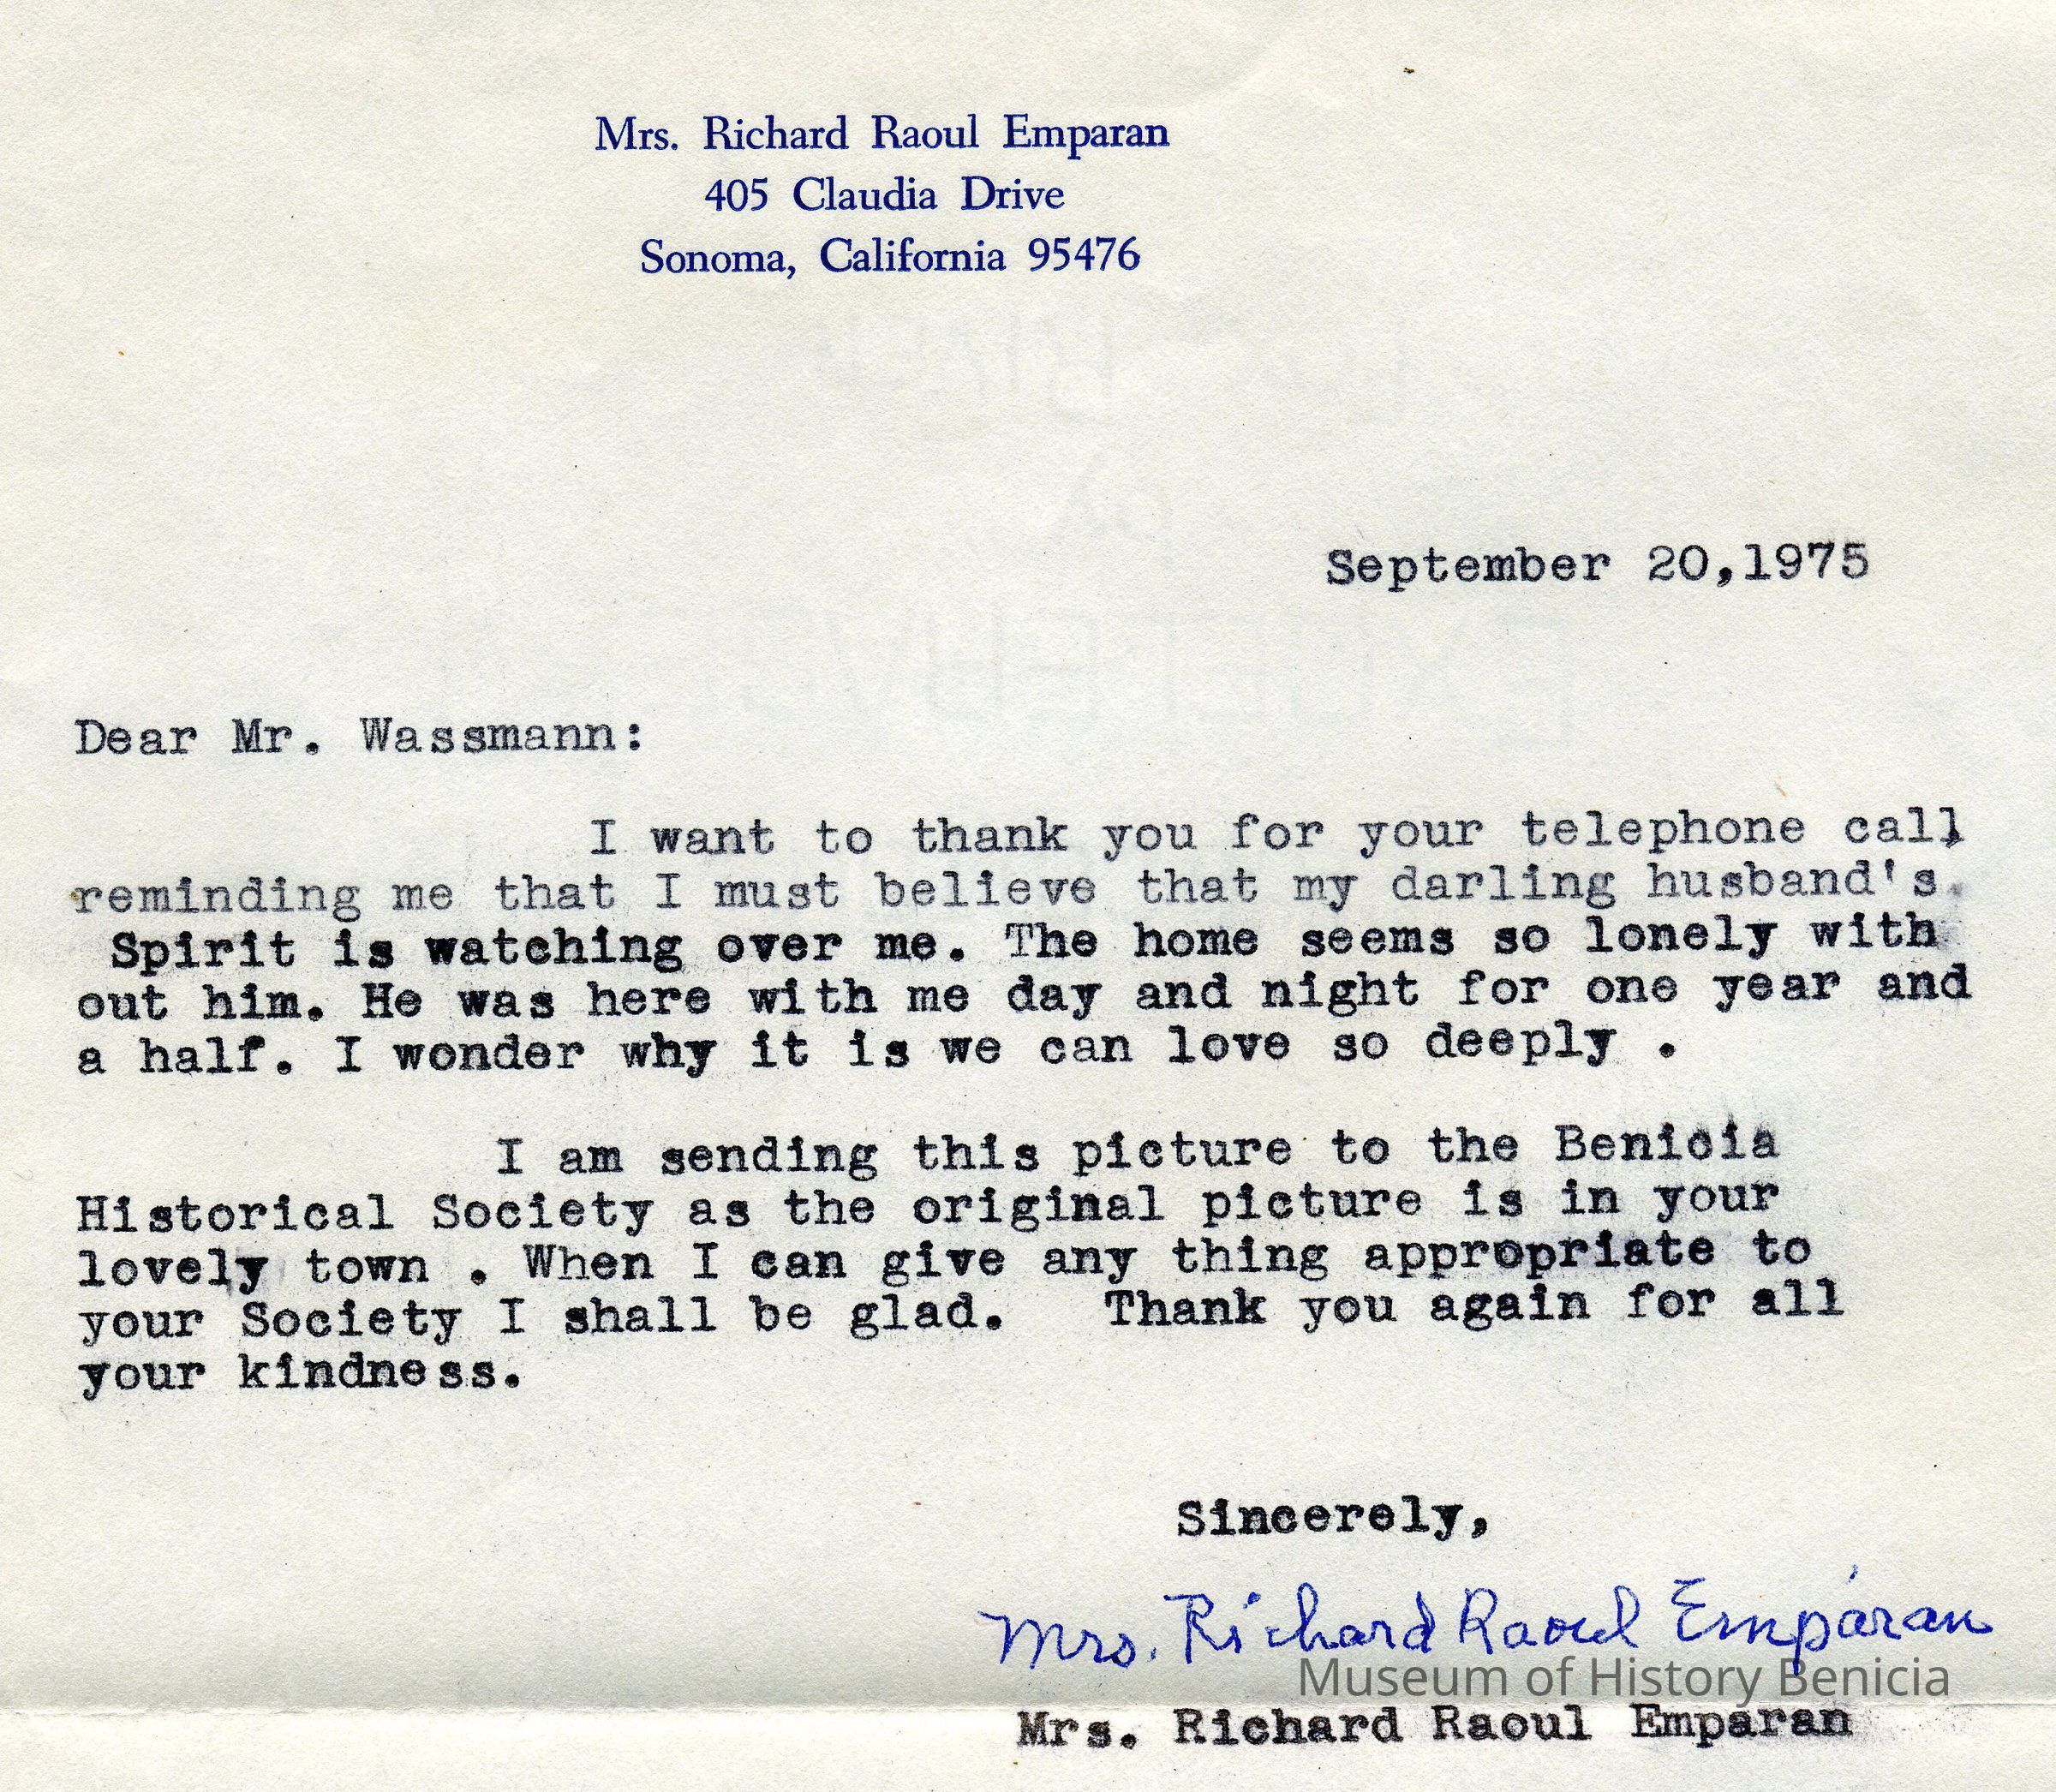 Mrs. Richard Raoul Emparan
405 Claudia Drive
Sonoma, California 95476
September 20,1975
Dear Mr. Wassmann:
I want to thank you for your telephone call
reminding me that I must believe that my darling husband's
Spirit is watching over me. The home seems so lonely with
out him. He was here with me day and night for one year and
a half. I wonder why it is we can love so deeply .
I am sending this picture to the Benicia
Historical Society as the original picture is in your
lovely town . When I can give any thing appropriate to
your Society I shall be glad. Thank you again for all
your kindness.
Sincerely,
Mrs. Richard Raoul Emparan
Museum of History Benicia
Mrs. Richard Raoul Emparan